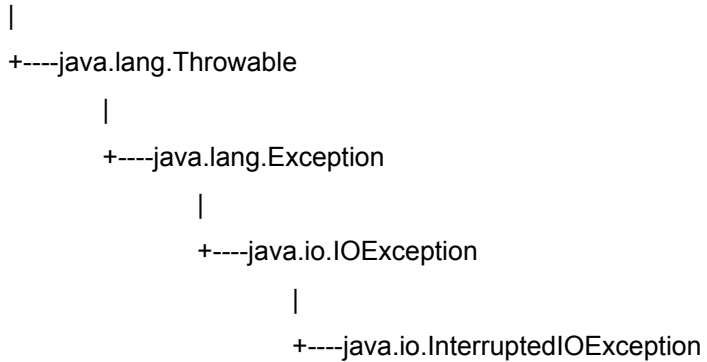 |
+----java.lang.Throwable
|
+----java.lang.Exception
|
+----java.io.IOException
|
+----java.io.InterruptedIOException